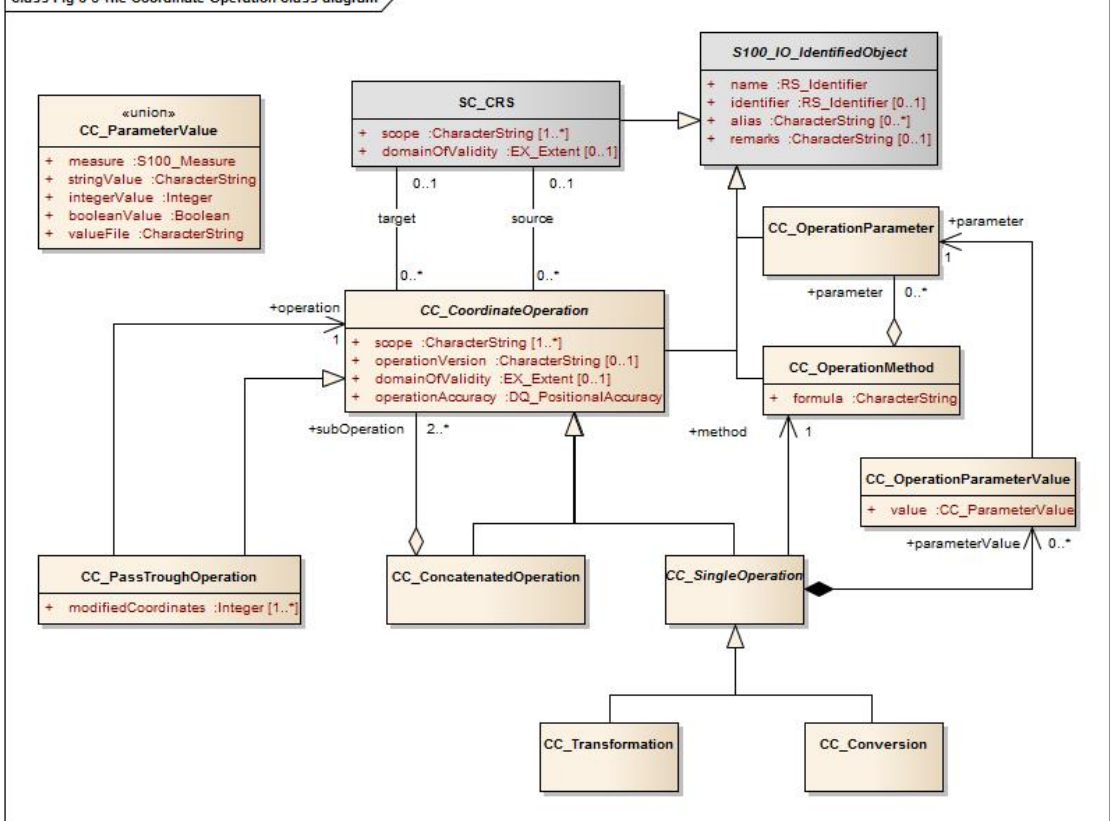 S100_IO_IdentifiedObject
+ name :RS_Identifier
+ identifier :RS_Identifier [0..1]
+ alias :CharacterString [0..*]
+ remarks :CharacterString [0..1]
SC_CRS
+ scope :CharacterString [1..*]
+ domainOfValidity :EX_Extent [0..1]
«union»
CC_ParameterValue
+ measure :S100_Measure
+ stringValue :CharacterString
+ integerValue :Integer
+ booleanValue :Boolean
+ valueFile :CharacterString
0..1
0..1
target
source
0..*
0..*
CC_OperationParameter
+parameter
1
+parameter
0..*
+operation
1
CC_CoordinateOperation
+ scope :CharacterString [1..*]
+ operationVersion :CharacterString [0..1]
+ domainOfValidity :EX_Extent [0..1]
+ operationAccuracy :DQ_PositionalAccuracy
CC_OperationMethod
+ formula :CharacterString
+subOperation
2..*
+method
1
CC_OperationParameterValue
+ value :CC_ParameterValue
+parameterValue
0..*
CC_PassTroughOperation
+ modifiedCoordinates :Integer [1..*]
CC_ConcatenatedOperation
CC_SingleOperation
CC_Transformation
CC_Conversion